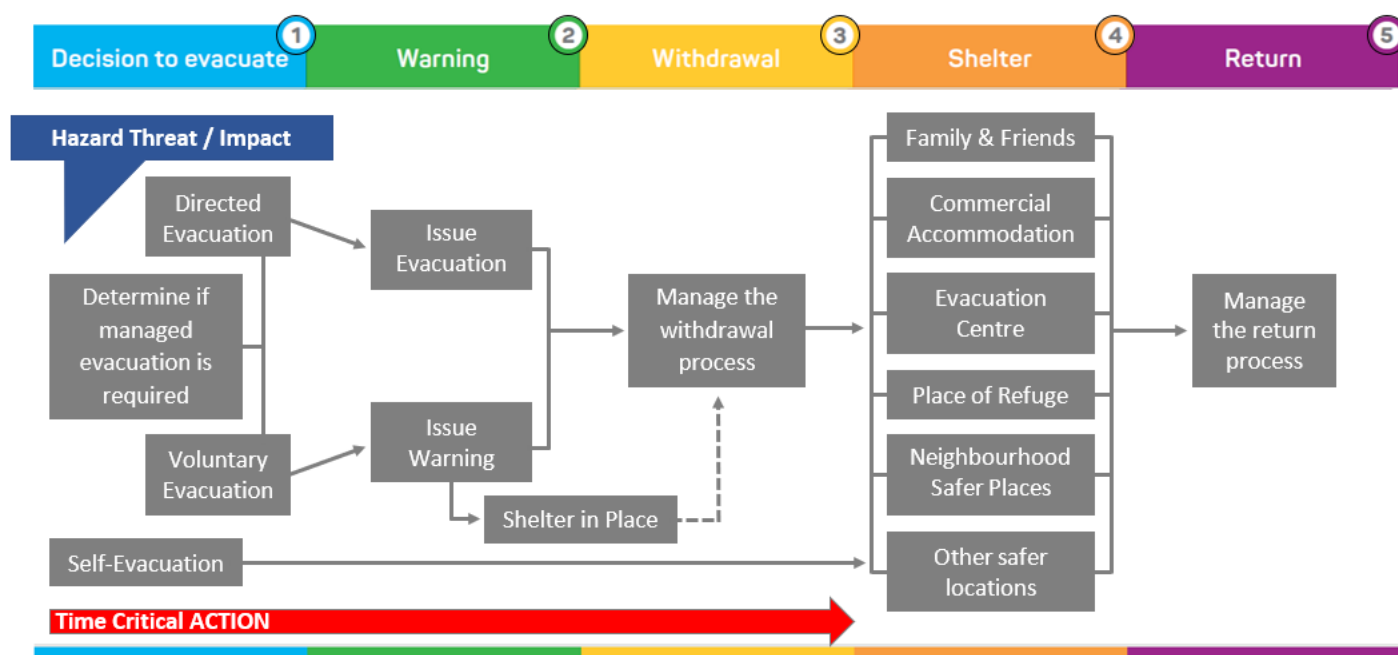 1
2
3
4
5
Decision to evacuate
Warning
Withdrawal
Shelter
Return
Hazard Threat / Impact
Directed
Evacuation
Determine if
managed
evacuation is
required
Voluntary
Evacuation
Self-Evacuation
Issue
Evacuation
Issue
Warning
Shelter in Place
Manage the
withdrawal
process
Family & Friends
Commercial
Accommodation
Evacuation
Centre
Place of Refuge
Neighbourhood
Safer Places
Other safer
locations
Manage
the return
process
Time Critical ACTION